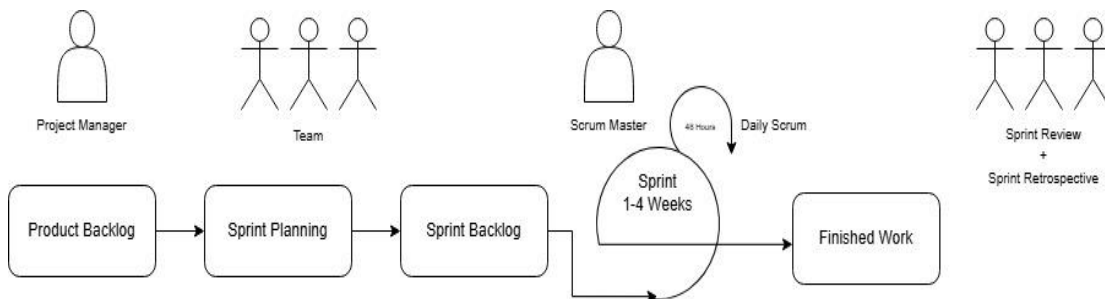 Project Manager
Team
Scrum Master
48 Hours
Daily Scrum
Sprint Review
+
Sprint Retrospective
Product Backlog
Sprint Planning
Sprint Backlog
Sprint
1-4 Weeks
Finished Work